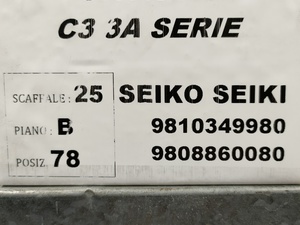 C3 3A SERIE
SCAFFALE : 25 SEIKO SEIKI
PIANO : B 9810349980
POSIZ. 78 9808860080